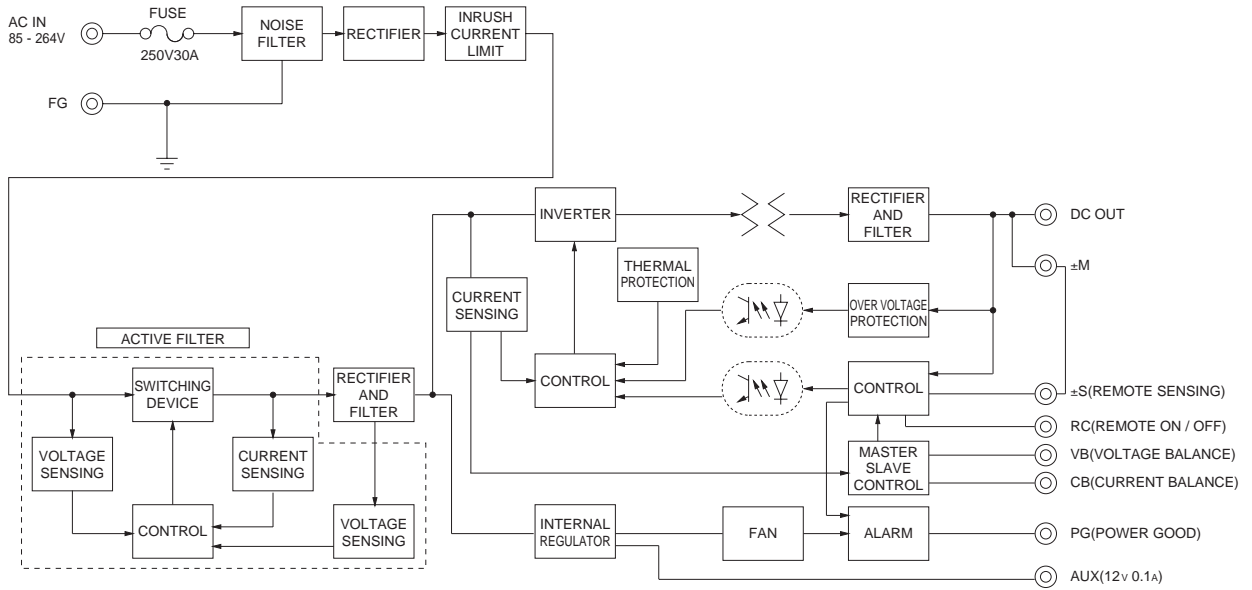 AC IN
85 - 264V
FUSE
250V30A
NOISE
FILTER
RECTIFIER
INRUSH
CURRENT
LIMIT
FG
INVERTER
RECTIFIER
AND
FILTER
DC OUT
±M
THERMAL
PROTECTION
CURRENT
SENSING
OVER VOLTAGE
PROTECTION
ACTIVE FILTER
SWITCHING
DEVICE
RECTIFIER
AND
FILTER
CONTROL
CONTROL
±S(REMOTE SENSING)
RC(REMOTE ON / OFF)
VOLTAGE
SENSING
CURRENT
SENSING
MASTER
SLAVE
CONTROL
VB(VOLTAGE BALANCE)
CB(CURRENT BALANCE)
CONTROL
VOLTAGE
SENSING
INTERNAL
REGULATOR
FAN
ALARM
PG(POWER GOOD)
AUX(12V 0.1A)